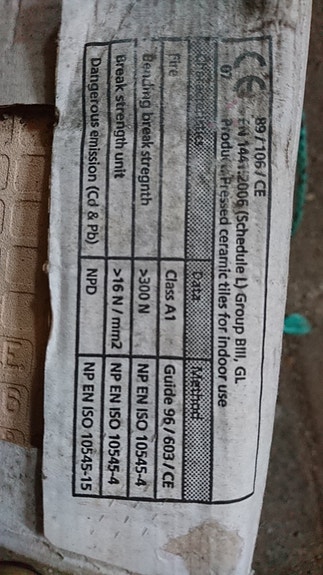 CE
07
89 / 106 / CE
EN 1441:2006 (Schedule L) Group BIII, GL
Product: Pressed ceramic tiles for indoor use
Characteristics Data Method
Fire Class A1 Guide 96 / 603 / CE
Bending break stregnth >300 N NP EN ISO 10545-4
Break strength unit >16 N / mm2 NP EN ISO 10545-4
Dangerous emission (Cd & Pb) NPD NP EN ISO 10545-15